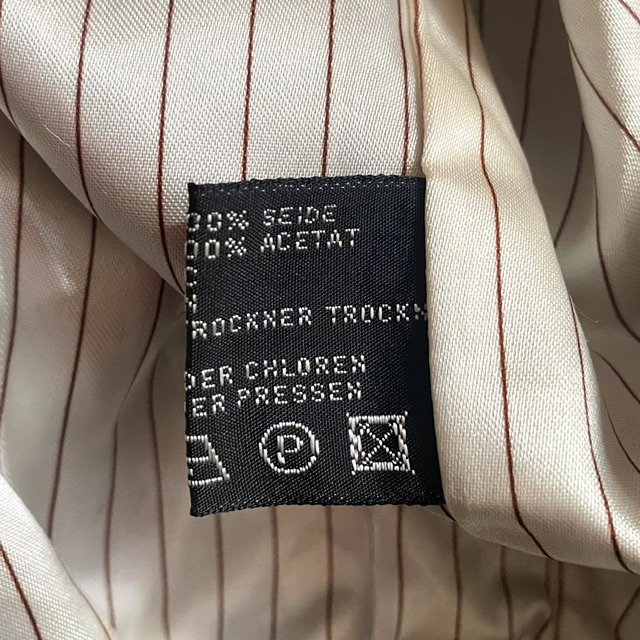 00% SEIDE
00% ACETAT
ROCKNER TROCKN
DER CHLOREN
ER PRESSEN
P